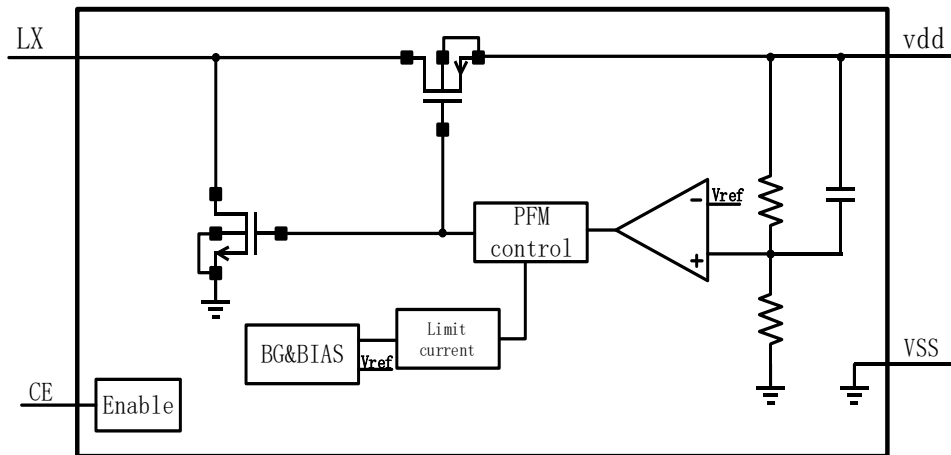 LX
vdd
Vref
PFM
control
-
+
Limit
current
BG&BIAS
Vref
VSS
CE
Enable